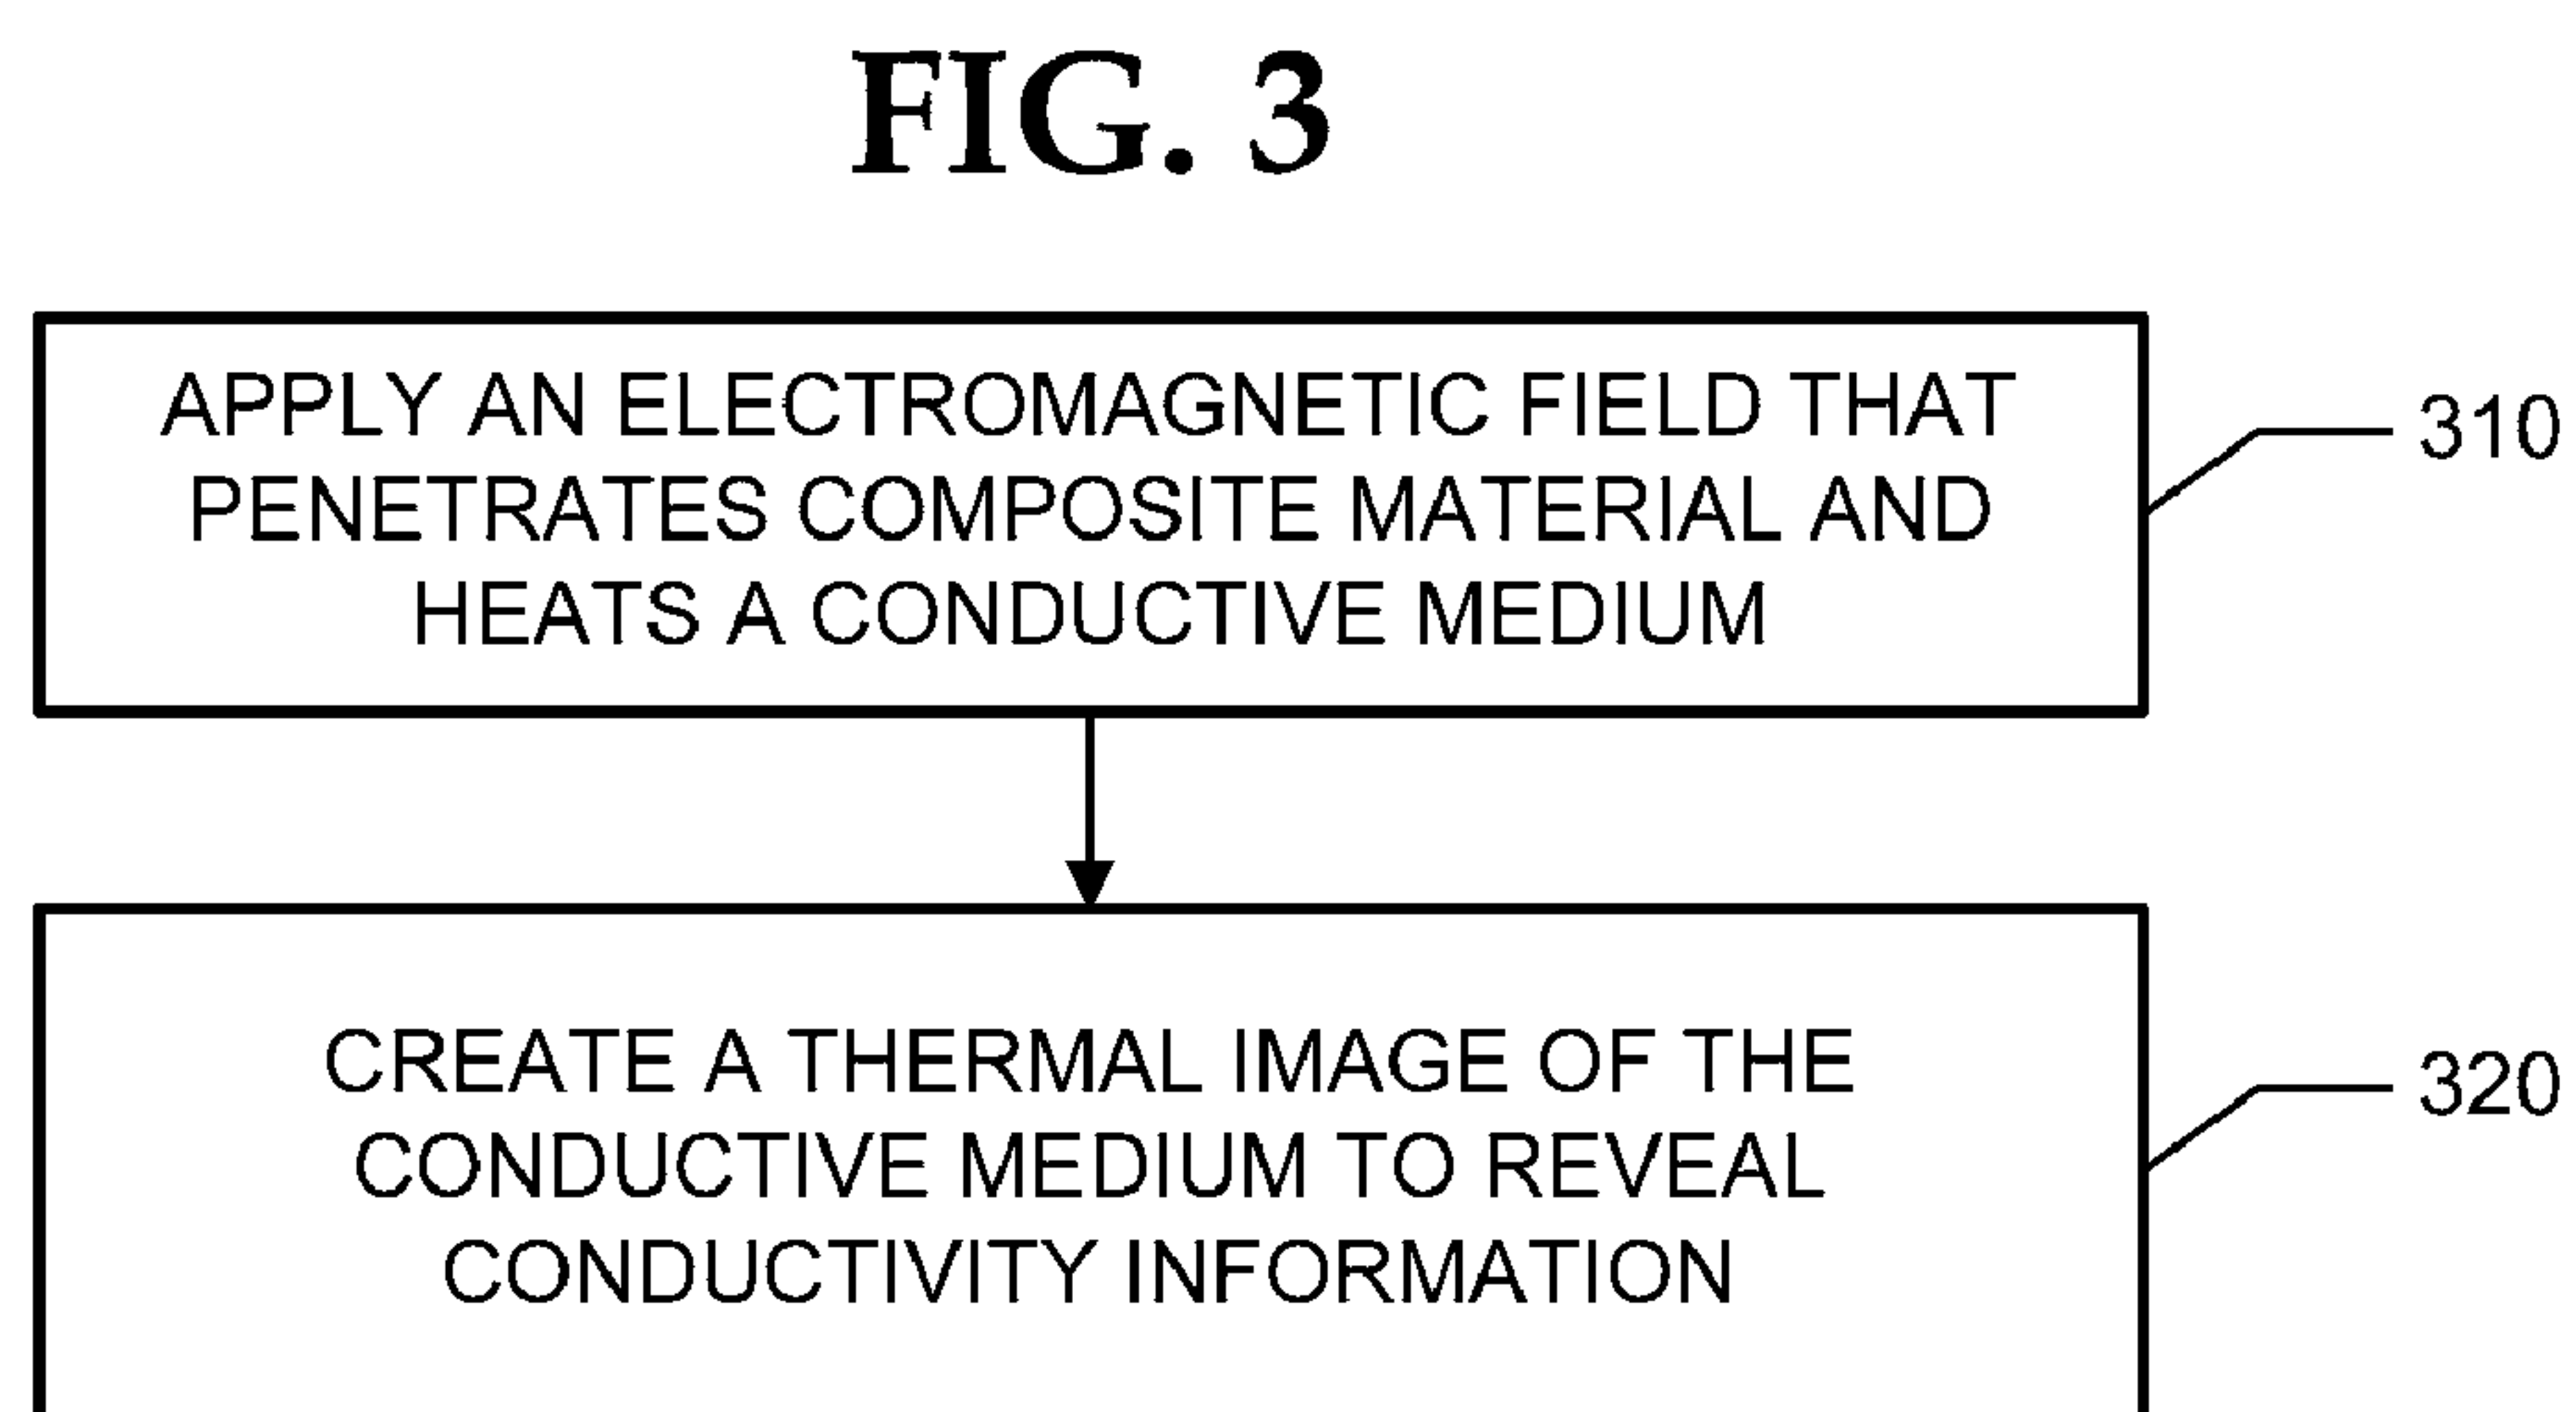 FIG. 3
APPLY AN ELECTROMAGNETIC FIELD THAT
PENETRATES COMPOSITE MATERIAL AND
HEATS A CONDUCTIVE MEDIUM
310
CREATE A THERMAL IMAGE OF THE
CONDUCTIVE MEDIUM TO REVEAL
CONDUCTIVITY INFORMATION
320